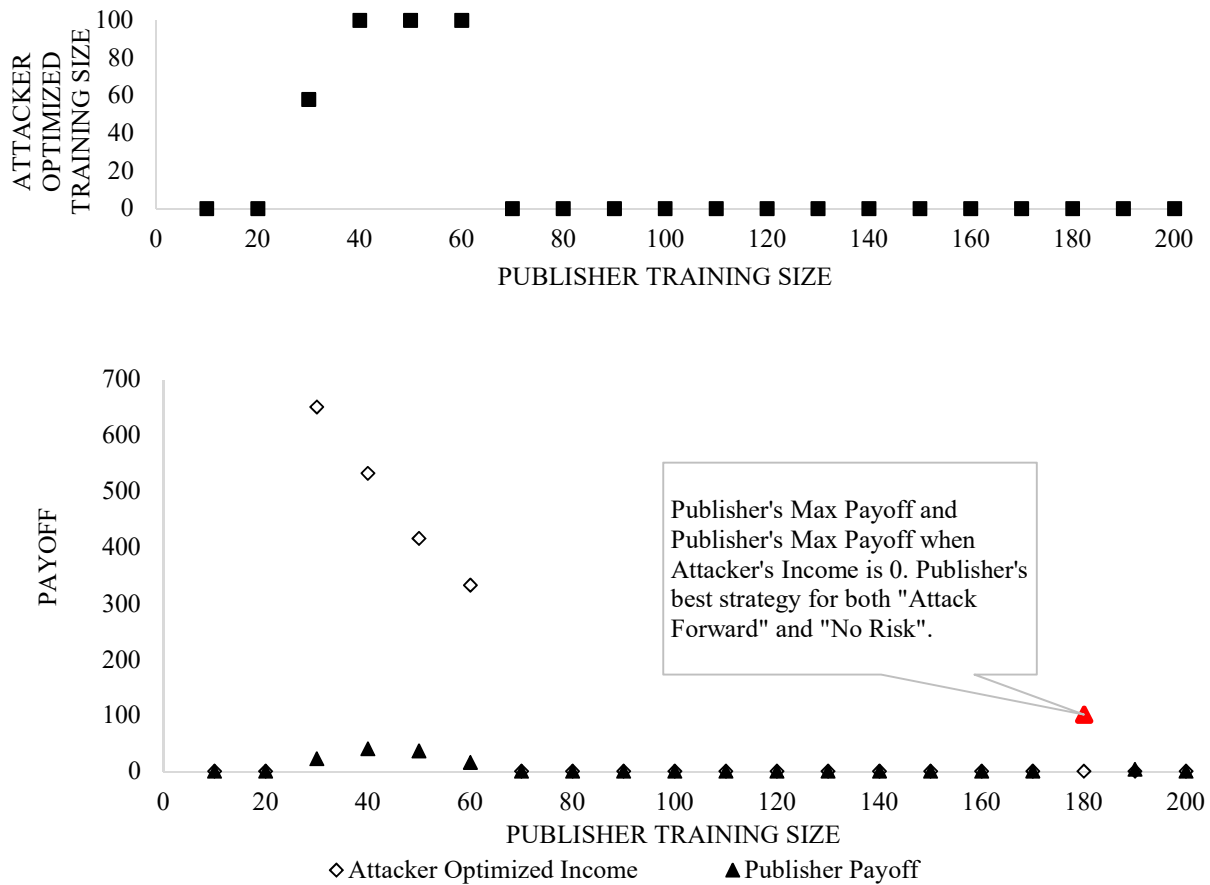 100
80
60
40
20
0
ATTACKER
OPTIMIZED
TRAINING SIZE
0 20 40 60 80 100 120 140 160 180 200
PUBLISHER TRAINING SIZE
700
600
500
400
300
200
100
0
PAYOFF
Publisher's Max Payoff and
Publisher's Max Payoff when
Attacker's Income is 0. Publisher's
best strategy for both "Attack
Forward" and "No Risk".
0 20 40 60 80 100 120 140 160 180 200
PUBLISHER TRAINING SIZE
Attacker Optimized Income Publisher Payoff